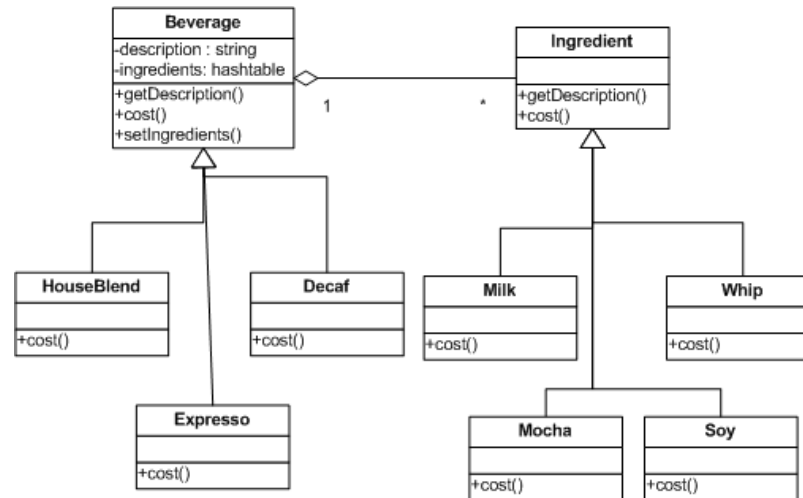 Beverage
-description : string
-ingredients: hashtable
+getDescription()
+cost()
+setIngredients()
1
*
Ingredient
+getDescription()
+cost()
HouseBlend
+cost()
Decaf
+cost()
Expresso
+cost()
Milk
+cost()
Whip
+cost()
Mocha
+cost()
Soy
+cost()